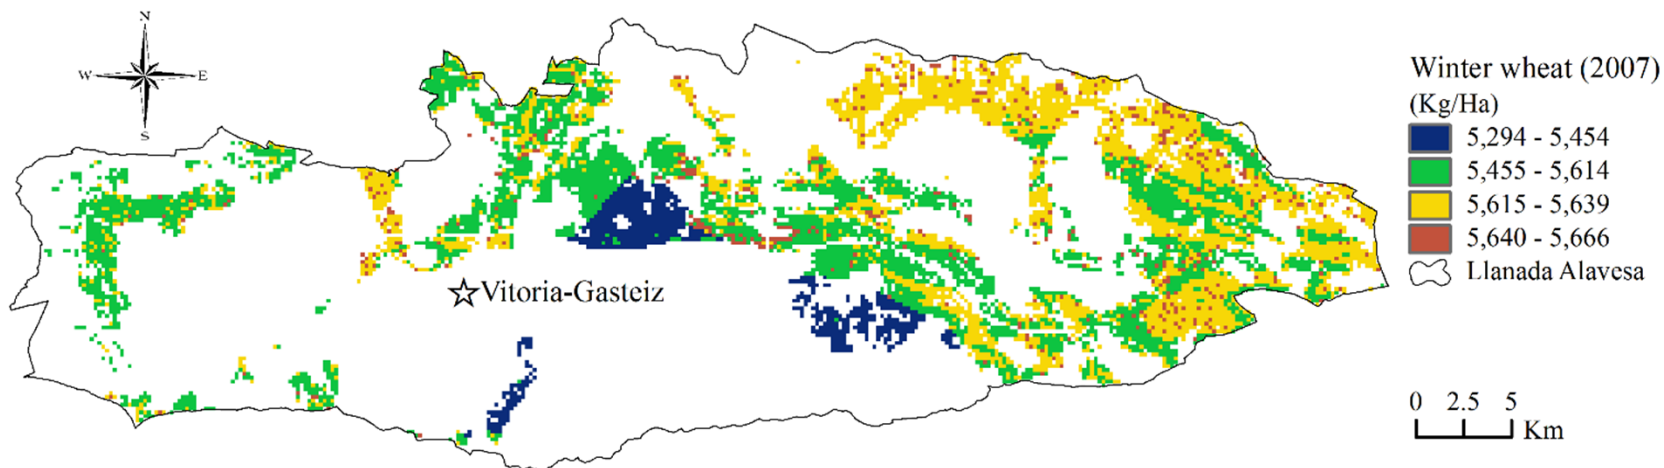 N
W E
S
Vitoria-Gasteiz
Winter wheat (2007)
(Kg/Ha)
5,294 - 5,454
5,455 - 5,614
5,615 - 5,639
5,640 - 5,666
Llanada Alavesa
0 2.5 5
Km